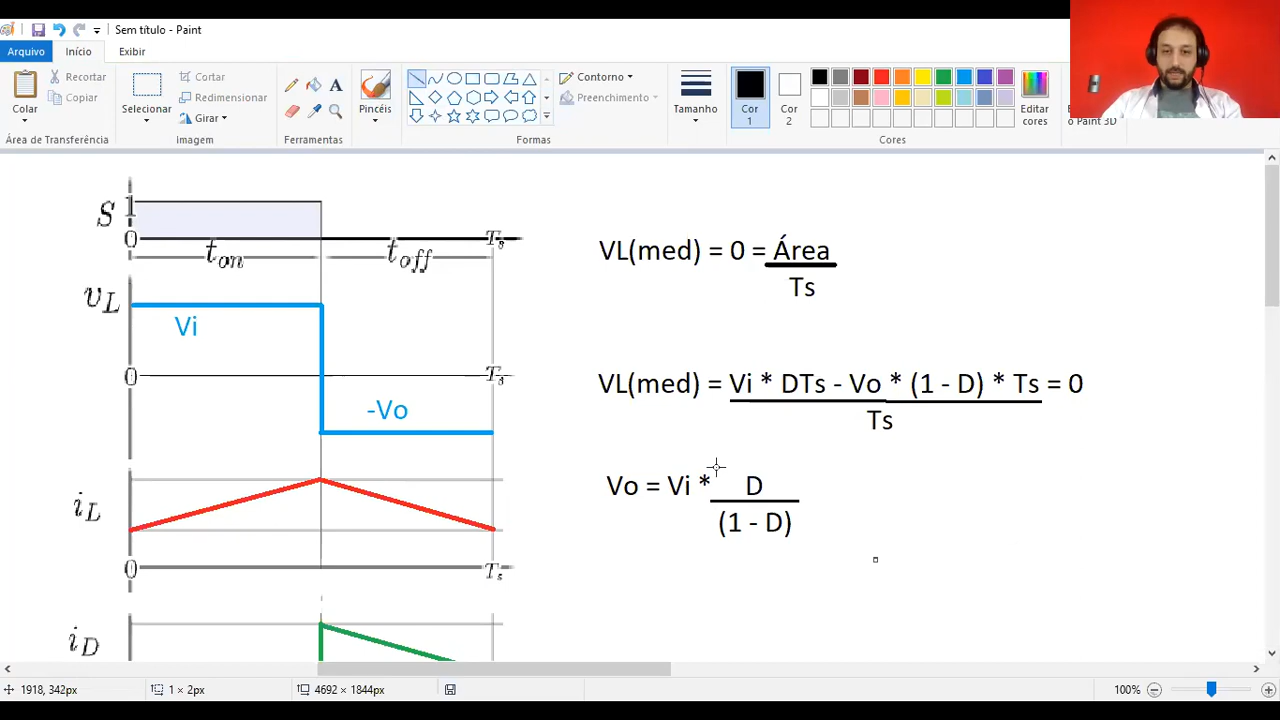 Sem título - Paint
Arquivo Início Exibir
Colar
Recortar
Copiar
Área de Transferência
Selecionar
Cortar
Redimensionar
Girar
Imagem
A
Ferramentas
Pincéis
Formas
Contorno
Preenchimento
Tamanho
Cor 1
Cor 2
Cores
Editar cores
o Paint 3D
S 1
0 Ts
ton toff
vL
Vi
0 Ts
-Vo
iL
0 Ts
iD
VL(med) = 0 = Área
Ts
VL(med) = Vi * DTs - Vo * (1 - D) * Ts = 0
Ts
Vo = Vi * D
(1 - D)
1918, 342px 1 × 2px 4692 × 1844px 100%